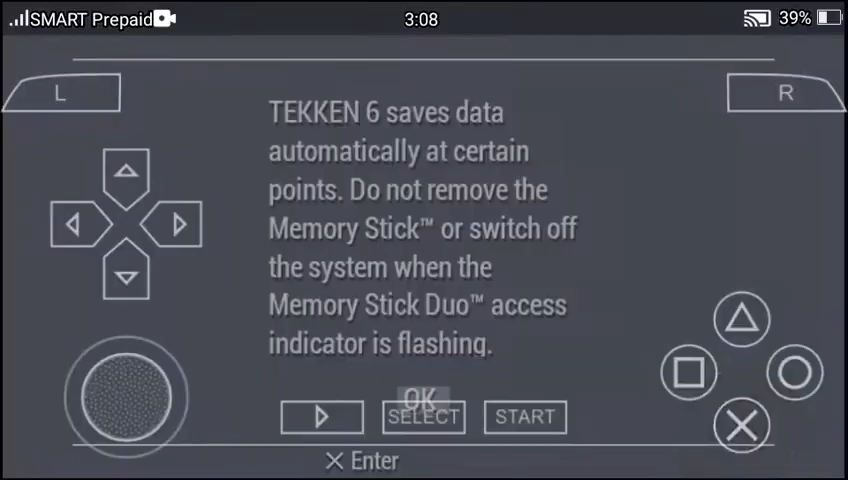 SMART Prepaid 3:08 39%
L R
TEKKEN 6 saves data
automatically at certain
points. Do not remove the
Memory Stick™ or switch off
the system when the
Memory Stick Duo™ access
indicator is flashing.
OK
SELECT START
Enter